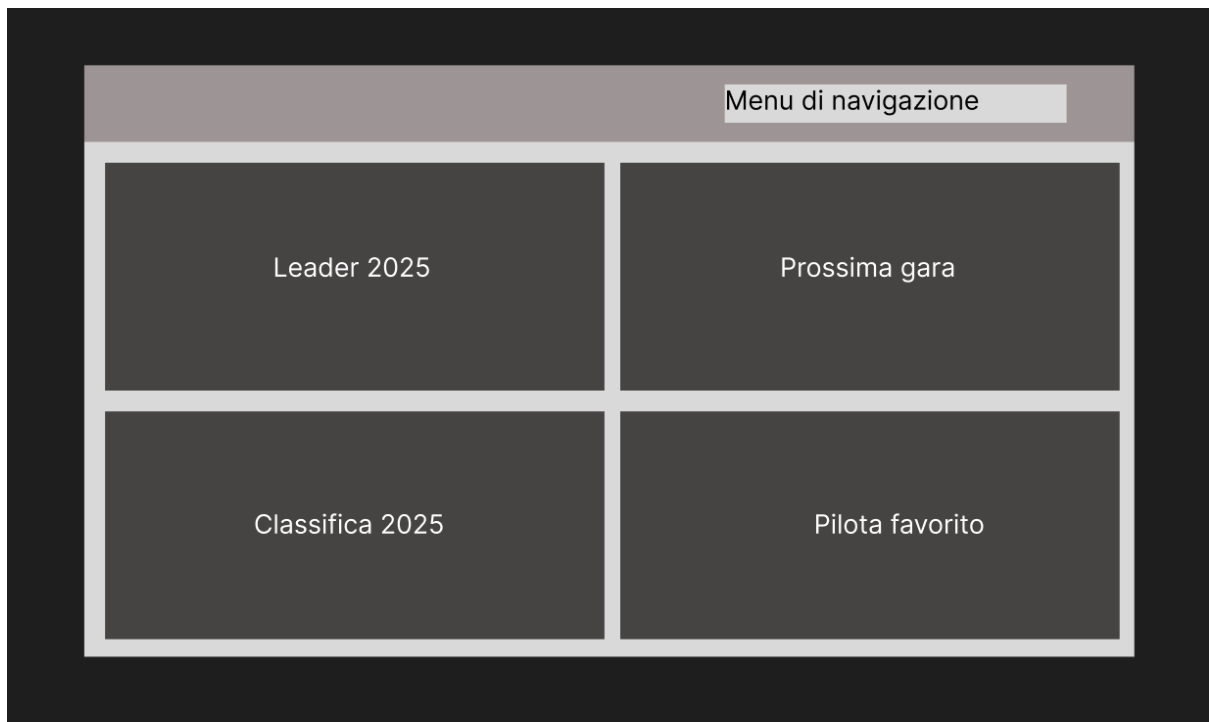 Menu di navigazione
Leader 2025
Prossima gara
Classifica 2025
Pilota favorito